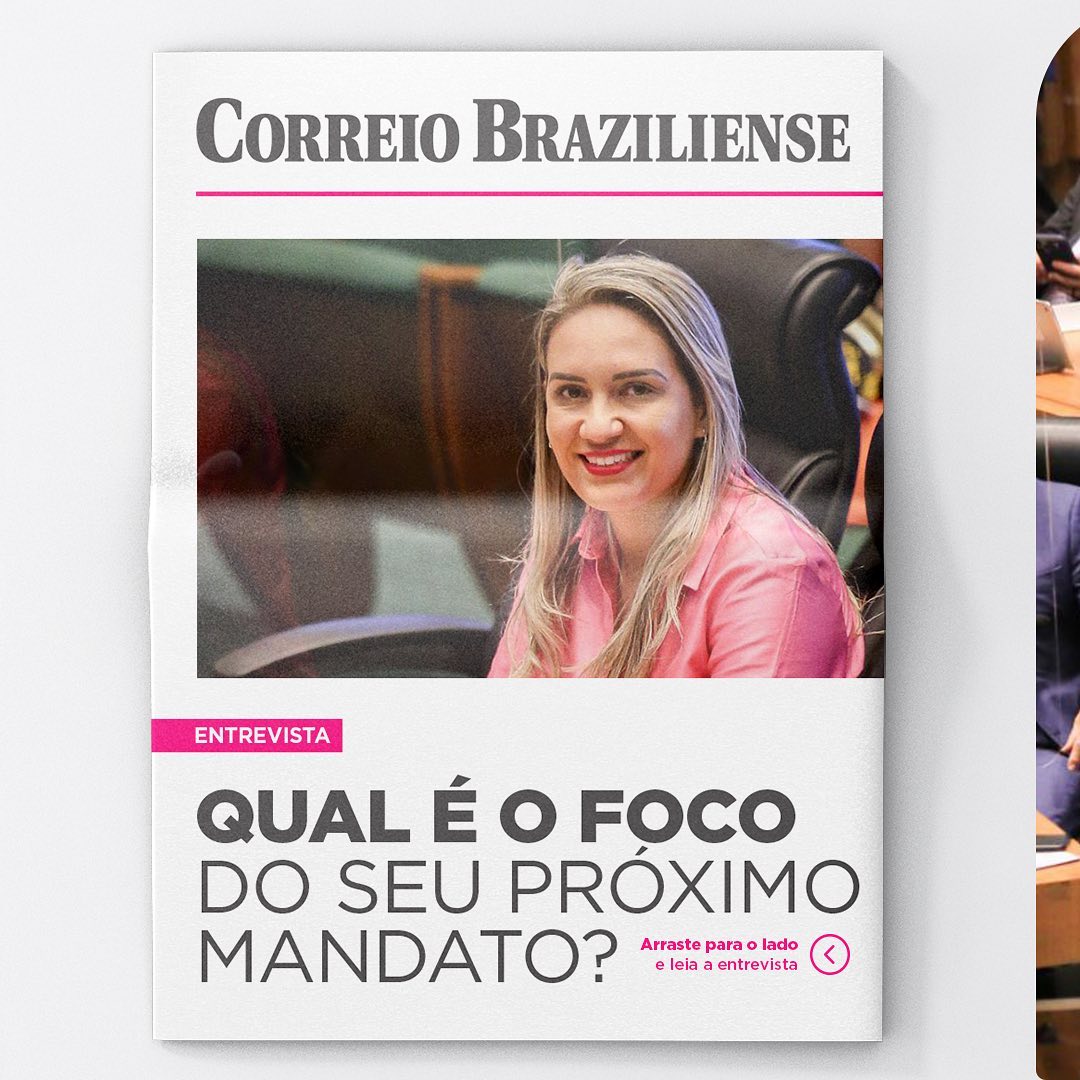 CORREIO BRAZILIENSE
ENTREVISTA
QUAL É O FOCO
DO SEU PRÓXIMO
MANDATO?
Arraste para o lado
e leia a entrevista